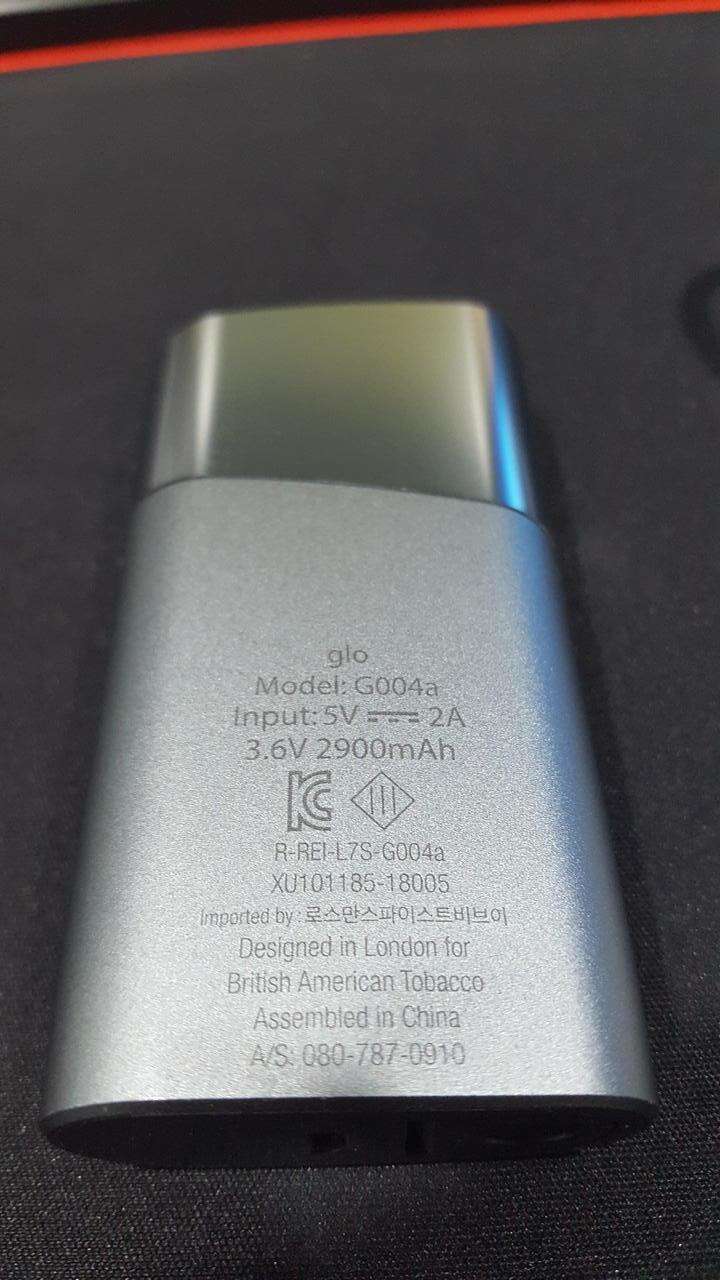 glo
Model: G004a
Input: 5V ⎓ 2A
3.6V 2900mAh
R-REI-L7S-G004a
XU101185-18005
Imported by : 로스만스파이스트비브이
Designed in London for
British American Tobacco
Assembled in China
A/S: 080-787-0910